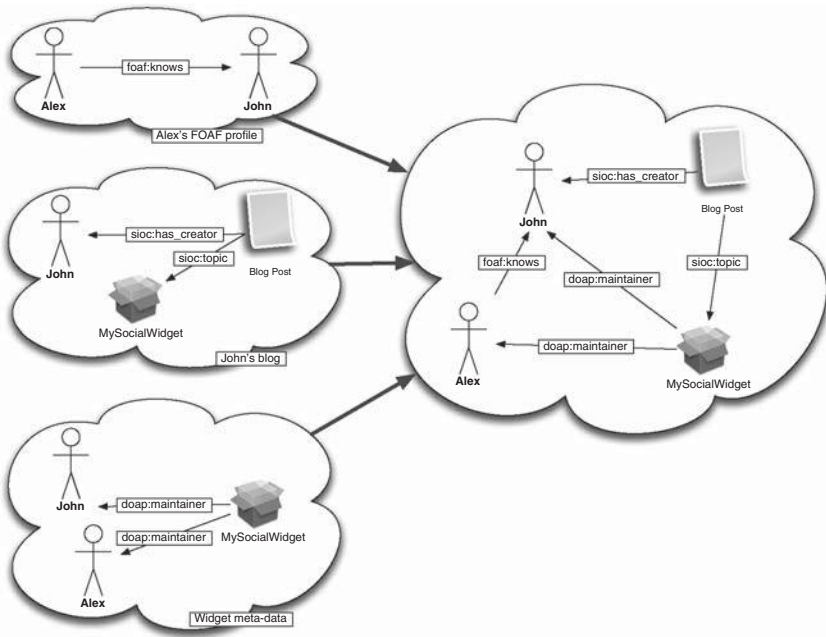 foaf:knows
Alex
John
Alex's FOAF profile
sioc:has_creator
John
sioc:topic
Blog Post
MySocialWidget
John's blog
John
doap:maintainer
doap:maintainer
MySocialWidget
Alex
Widget meta-data
sioc:has_creator
John
Blog Post
foaf:knows
sioc:topic
doap:maintainer
doap:maintainer
Alex
MySocialWidget